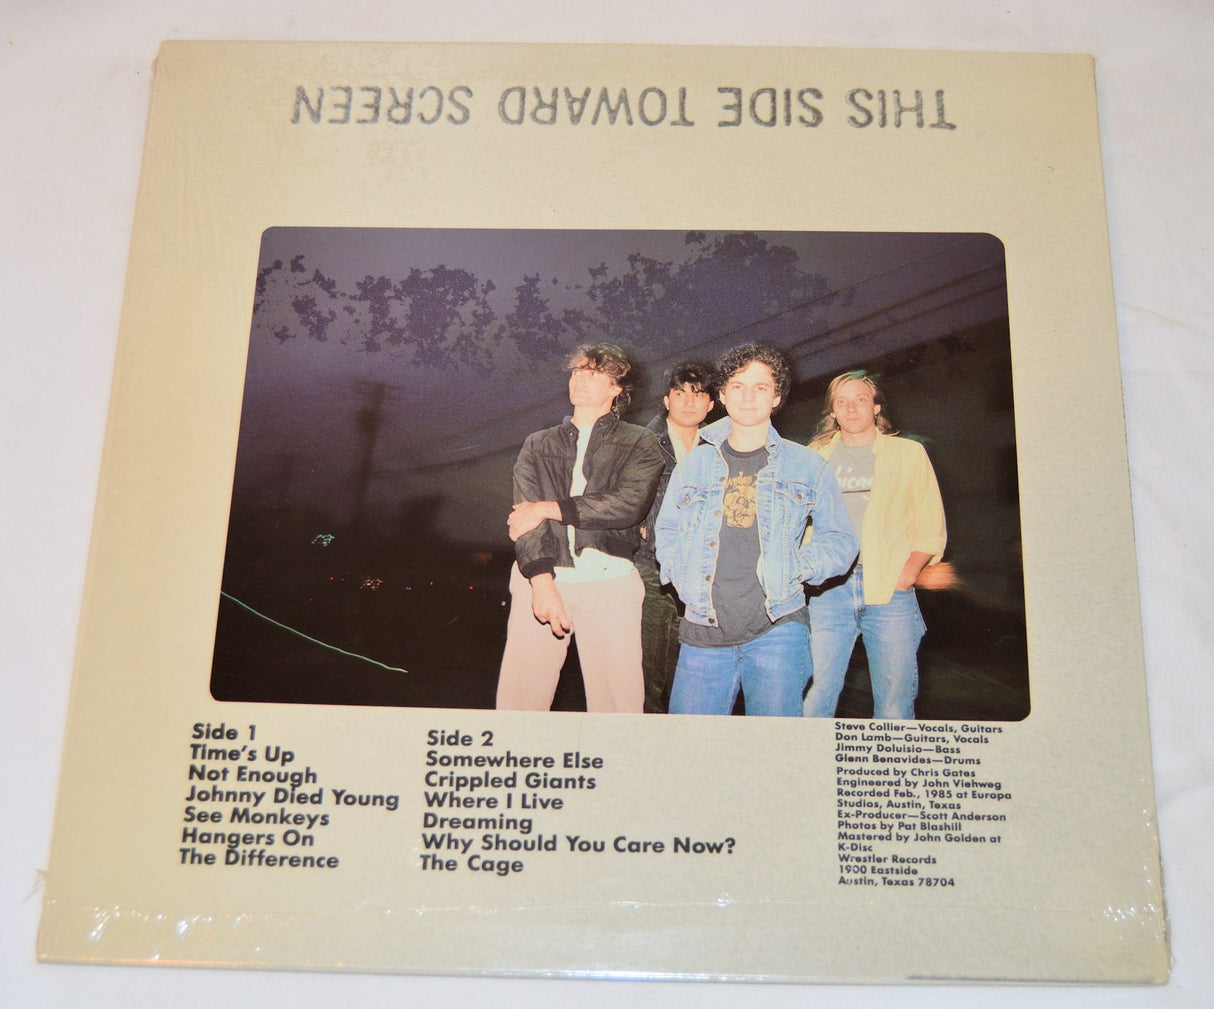 THIS SIDE TOWARD SCREEN
Side 1
Time's Up
Not Enough
Johnny Died Young
See Monkeys
Hangers On
The Difference
Side 2
Somewhere Else
Crippled Giants
Where I Live
Dreaming
Why Should You Care Now?
The Cage
Steve Collier—Vocals, Guitars
Don Lamb—Guitars, Vocals
Jimmy Doluisio—Bass
Glenn Benavides—Drums
Produced by Chris Gates
Engineered by John Viehweg
Recorded Feb., 1985 at Europa
Studios, Austin, Texas
Ex-Producer—Scott Anderson
Photos by Pat Blashill
Mastered by John Golden at
K-Disc
Wrestler Records
1900 Eastside
Austin, Texas 78704